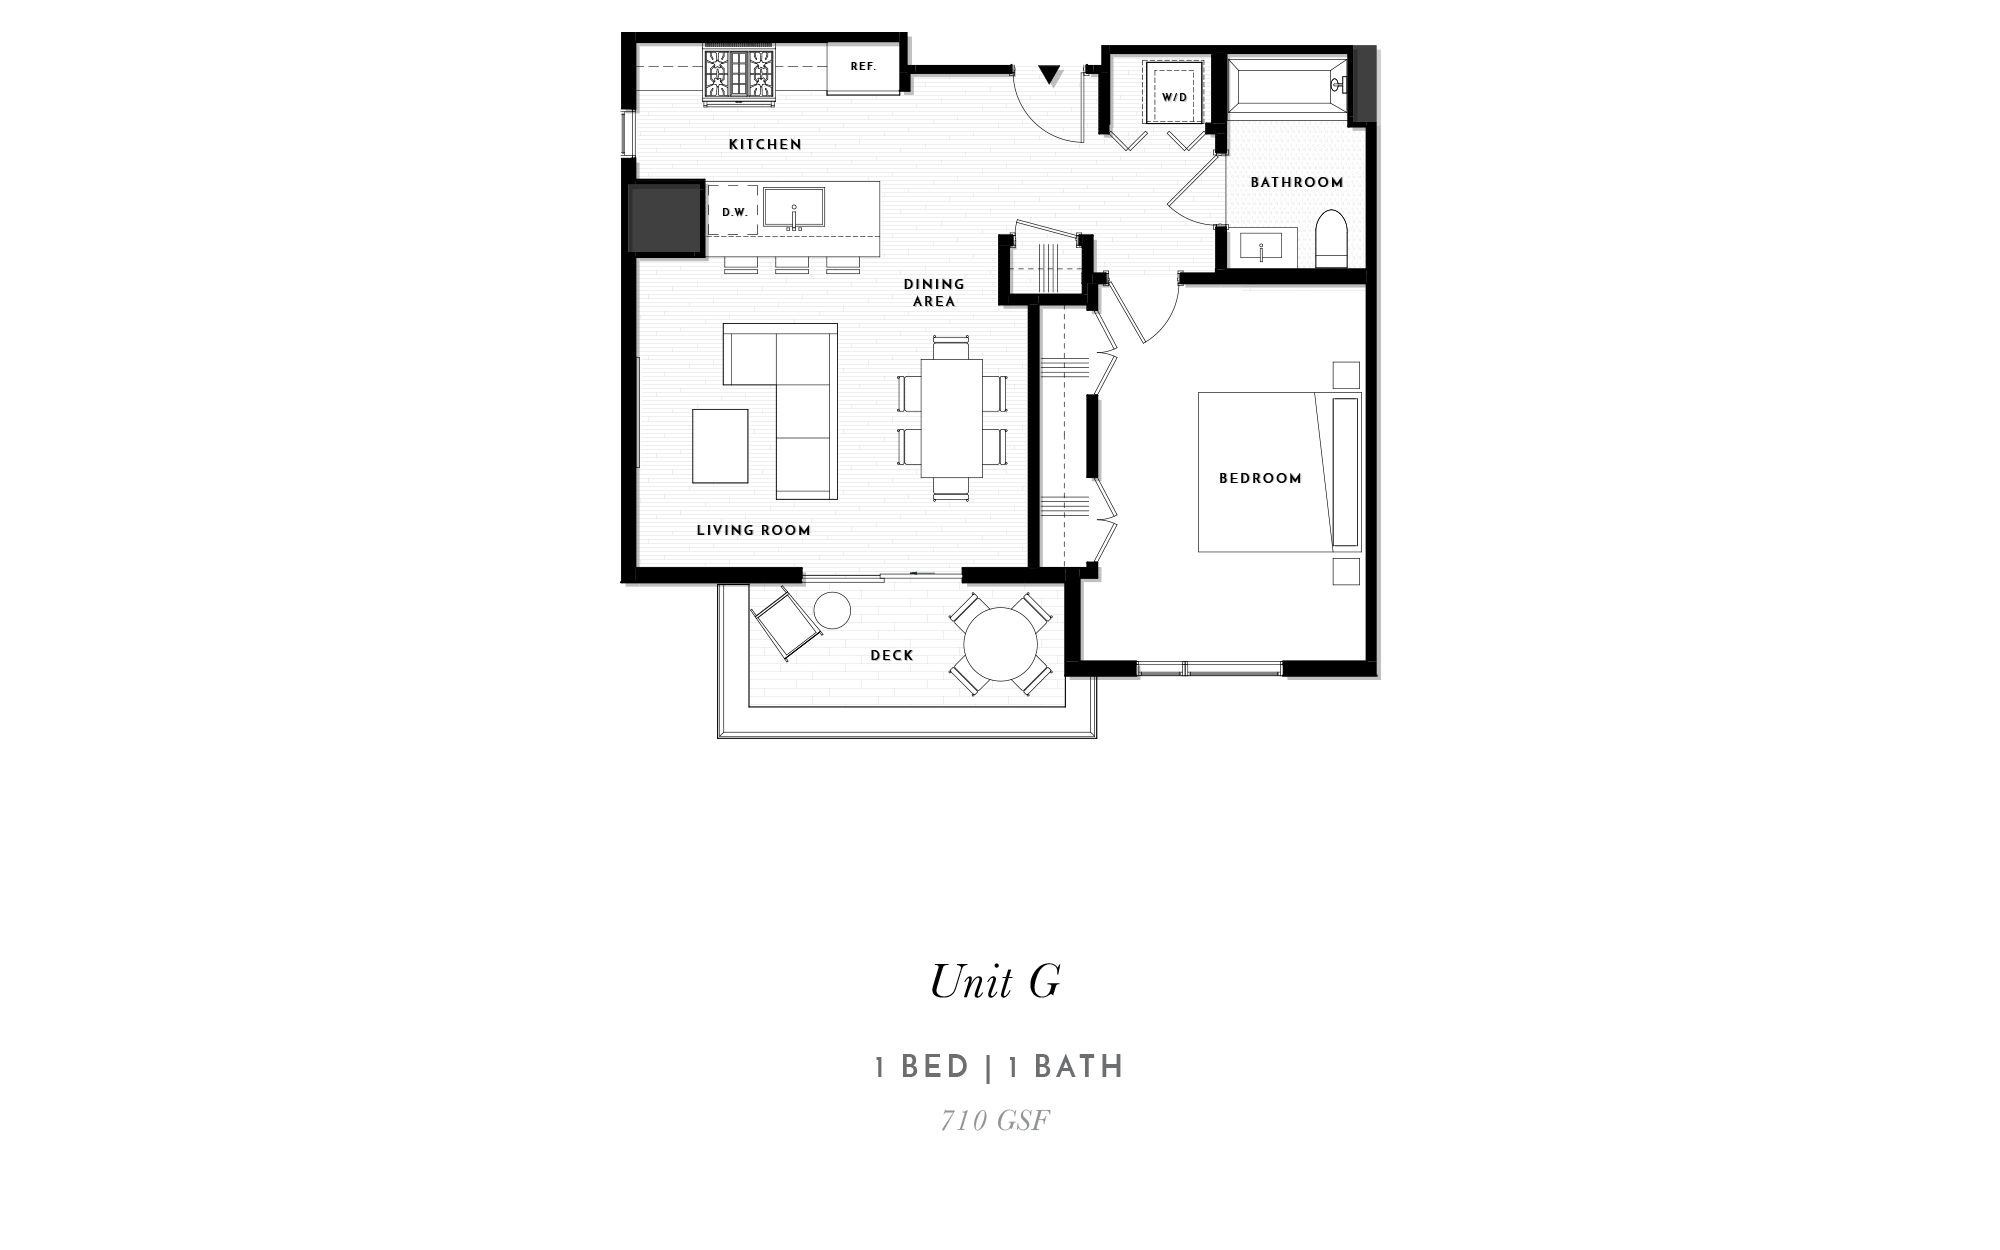 REF.
W/D
KITCHEN
BATHROOM
D.W.
DINING
AREA
BEDROOM
LIVING ROOM
DECK
Unit G
1 BED | 1 BATH
710 GSF